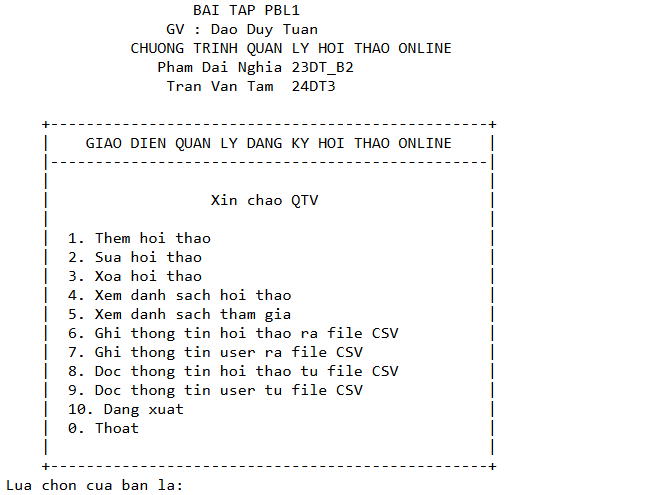 BAI TAP PBL1
GV : Dao Duy Tuan
CHUONG TRINH QUAN LY HOI THAO ONLINE
Pham Dai Nghia 23DT_B2
Tran Van Tam  24DT3
GIAO DIEN QUAN LY DANG KY HOI THAO ONLINE
Xin chao QTV
1. Them hoi thao
2. Sua hoi thao
3. Xoa hoi thao
4. Xem danh sach hoi thao
5. Xem danh sach tham gia
6. Ghi thong tin hoi thao ra file CSV
7. Ghi thong tin user ra file CSV
8. Doc thong tin hoi thao tu file CSV
9. Doc thong tin user tu file CSV
10. Dang xuat
0. Thoat
Lua chon cua ban la: